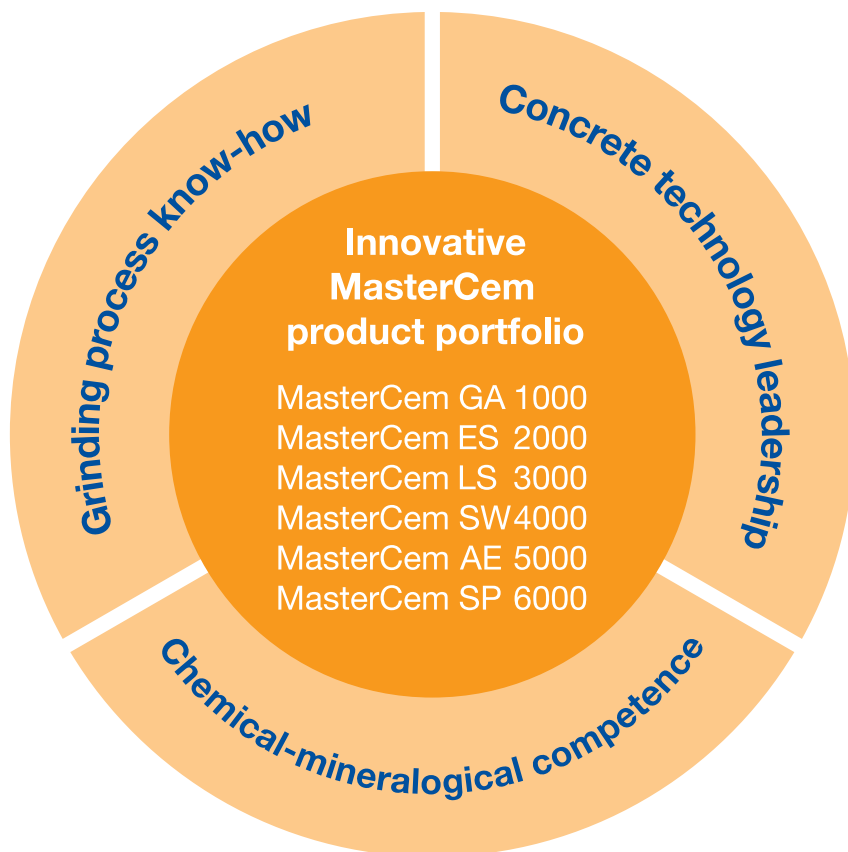 Grinding process know-how
Concrete technology leadership
Innovative
MasterCem
product portfolio
MasterCem GA 1000
MasterCem ES 2000
MasterCem LS 3000
MasterCem SW4000
MasterCem AE 5000
MasterCem SP 6000
Chemical-mineralogical competence